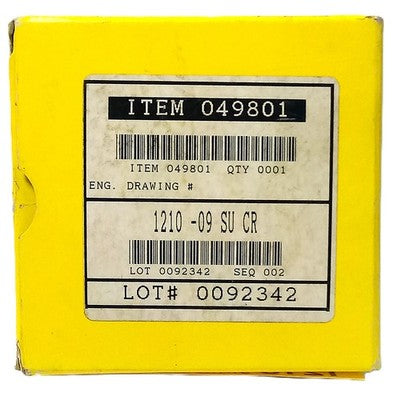 ITEM 049801
ITEM 049801 QTY 0001
ENG. DRAWING #
1210 -09 SU CR
LOT 0092342 SEQ 002
LOT# 0092342